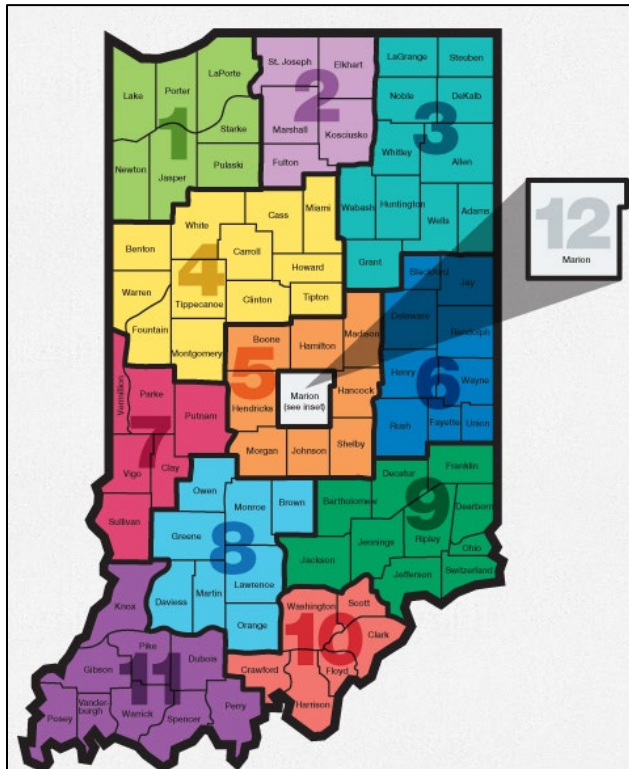 LaPorte
Porter
Lake
Starke
1
Newton
Jasper
Pulaski
St. Joseph
Elkhart
2
Marshall
Kosciusko
Fulton
LaGrange
Steuben
Noble
DeKalb
3
Whitley
Allen
Wabash
Huntington
Wells
Adams
Grant
12
Marion
Miami
Cass
White
Carroll
Benton
4
Howard
Warren
Tippecanoe
Clinton
Tipton
Fountain
Montgomery
Madison
Boone
Hamilton
5
Hendricks
Marion
(see inset)
Hancock
Morgan
Johnson
Shelby
Blackford
Jay
Delaware
Randolph
Henry
6
Wayne
Rush
Fayette
Union
Vermillion
Parke
Putnam
7
Vigo
Clay
Sullivan
Owen
Monroe
Brown
Greene
8
Lawrence
Daviess
Martin
Orange
Decatur
Franklin
Bartholomew
9
Dearborn
Jennings
Ripley
Ohio
Jackson
Jefferson
Switzerland
Washington
Scott
10
Clark
Crawford
Floyd
Harrison
Knox
Pike
Dubois
Gibson
11
Posey
Vander-
burgh
Warrick
Spencer
Perry